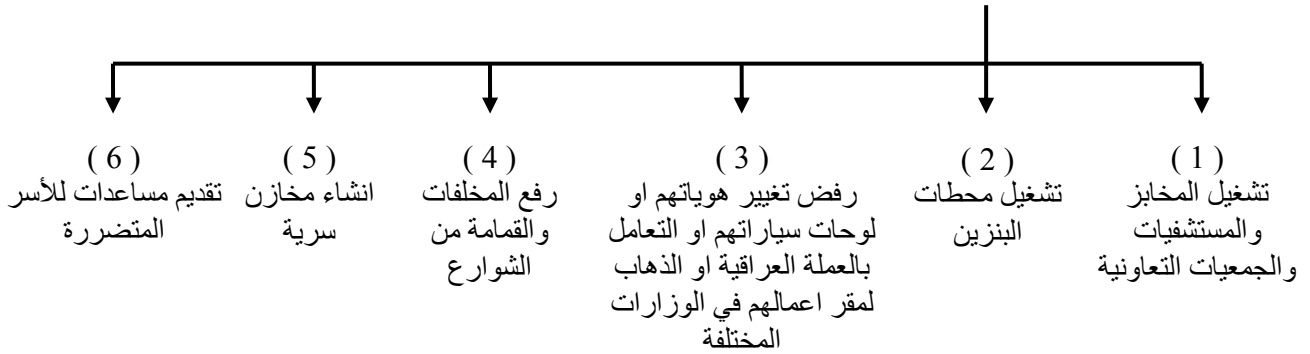 ( 1 )
تشغيل المخابز
والمستشفيات
والجمعيات التعاونية
( 2 )
تشغيل محطات
البنزين
( 3 )
رفض تغيير هوياتهم او
لوحات سياراتهم او التعامل
بالعملة العراقية او الذهاب
لمقر اعمالهم في الوزارات
المختلفة
( 4 )
رفع المخلفات
والقمامة من
الشوارع
( 5 )
انشاء مخازن
سرية
( 6 )
تقديم مساعدات للأسر
المتضررة